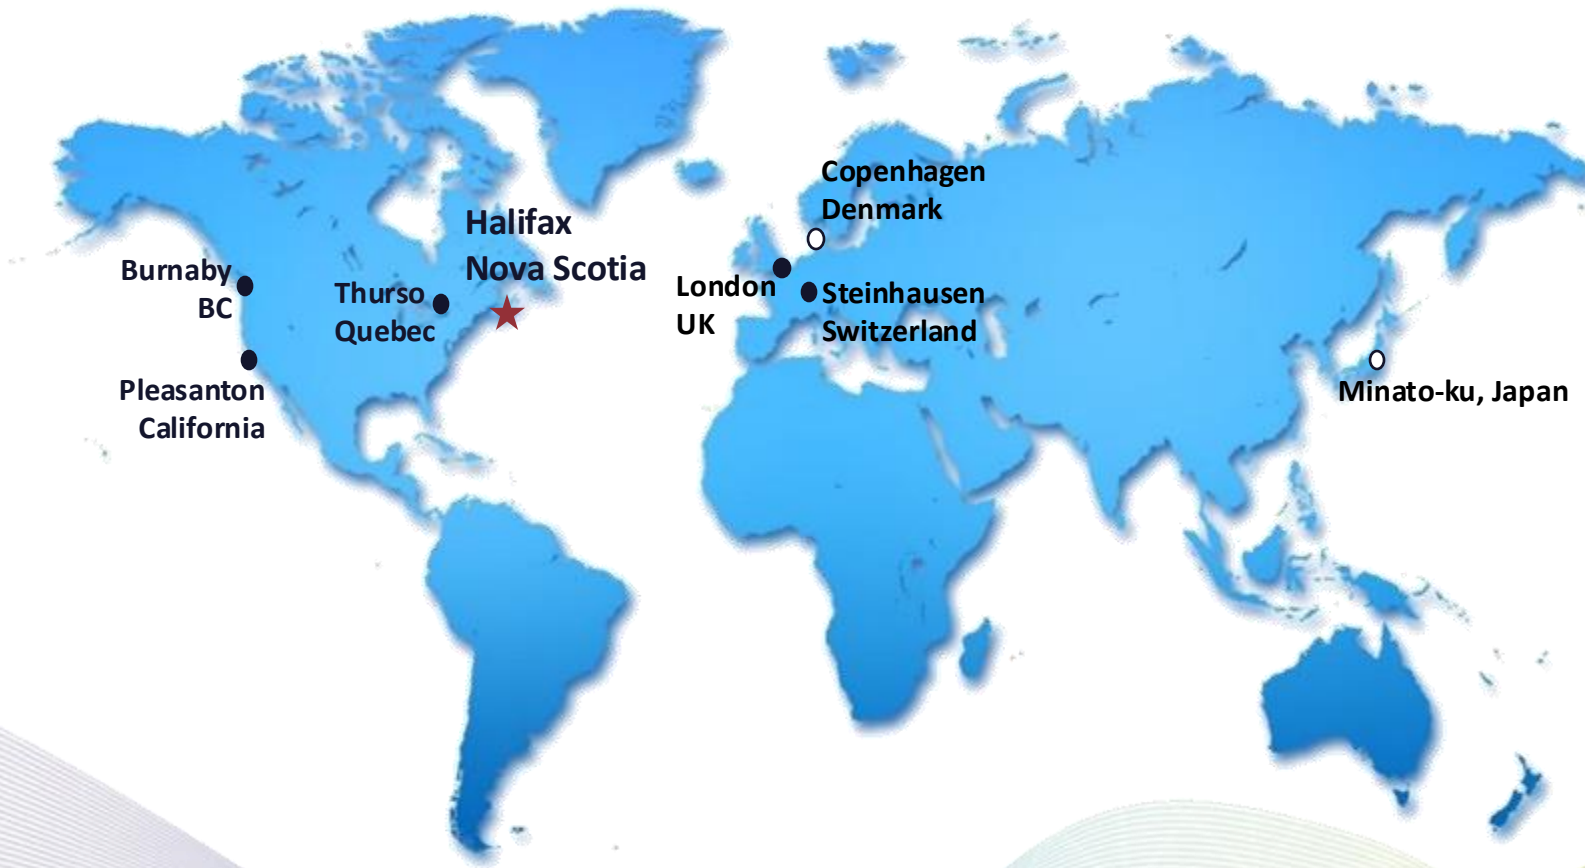 Copenhagen
Denmark
Halifax
Nova Scotia
Burnaby
BC
Thurso
Quebec
London
UK
Steinhausen
Switzerland
Pleasanton
California
Minato-ku, Japan